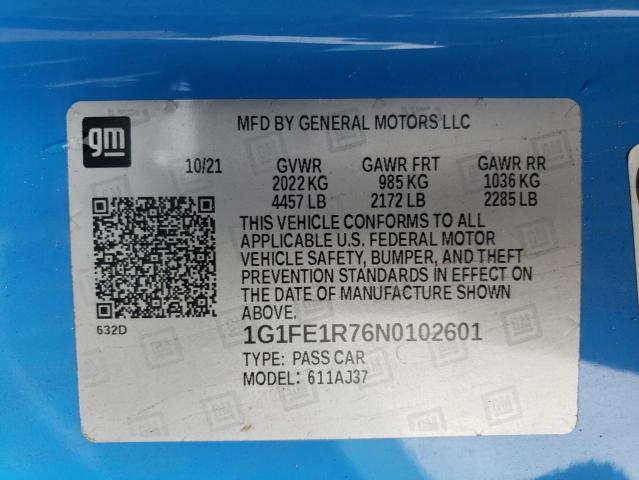 gm
MFD BY GENERAL MOTORS LLC
10/21 GVWR GAWR FRT GAWR RR
2022 KG 985 KG 1036 KG
4457 LB 2172 LB 2285 LB
THIS VEHICLE CONFORMS TO ALL
APPLICABLE U.S. FEDERAL MOTOR
VEHICLE SAFETY, BUMPER, AND THEFT
PREVENTION STANDARDS IN EFFECT ON
THE DATE OF MANUFACTURE SHOWN
ABOVE.
632D
1G1FE1R76N0102601
TYPE: PASS CAR
MODEL: 611AJ37